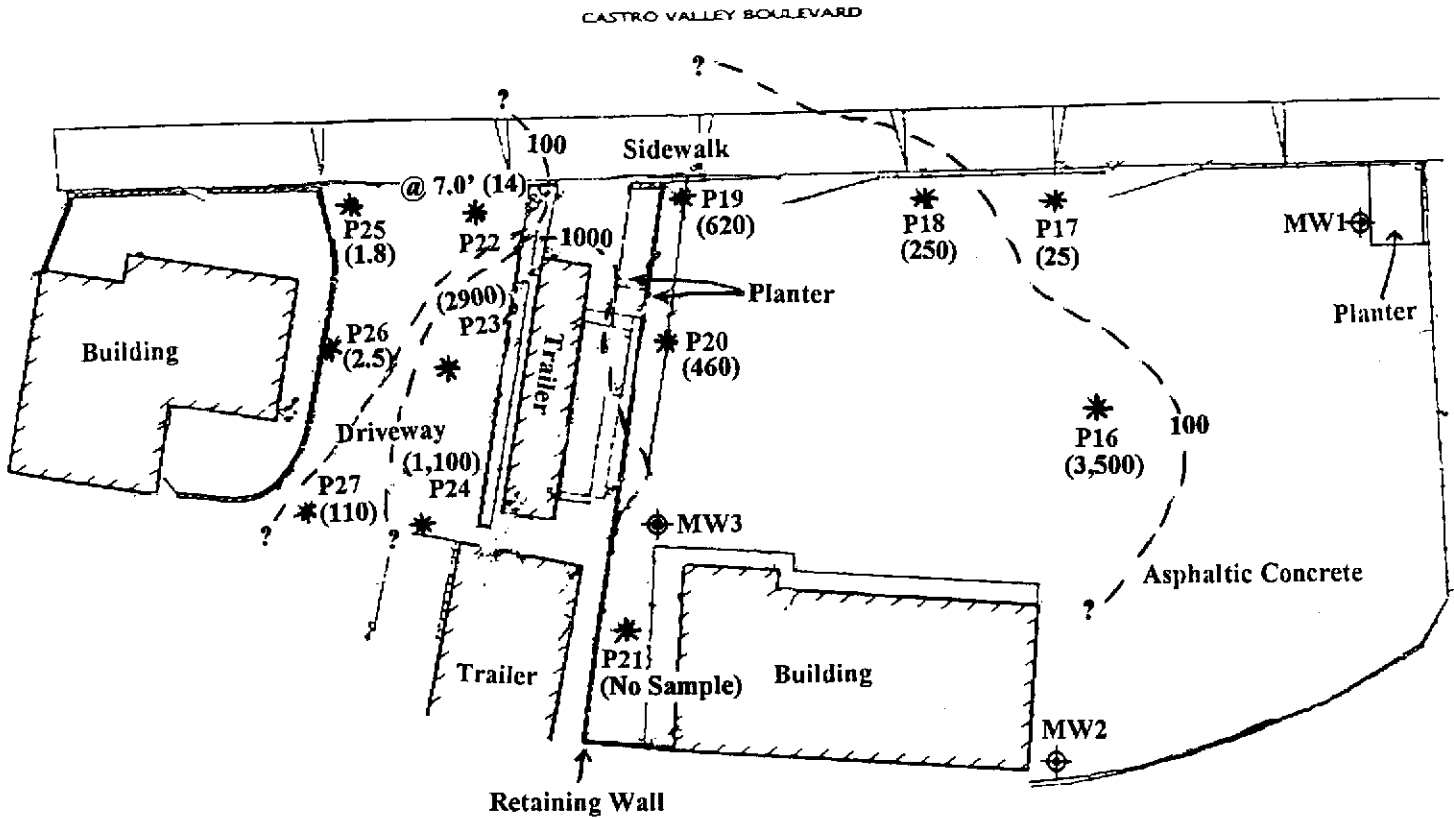 CASTRO VALLEY BOULEVARD
?
?
100
Sidewalk
@ 7.0' (14)
P25
(1.8)
P22
P19
(620)
P18
(250)
P17
(25)
MW1
1000
Planter
Planter
(2900)
P23
P26
(2.5)
Building
Trailer
P20
(460)
P16
(3,500)
100
Driveway
(1,100)
P24
P27
(110)
?
?
MW3
Asphaltic Concrete
?
P21
(No Sample)
Trailer
Building
MW2
Retaining Wall